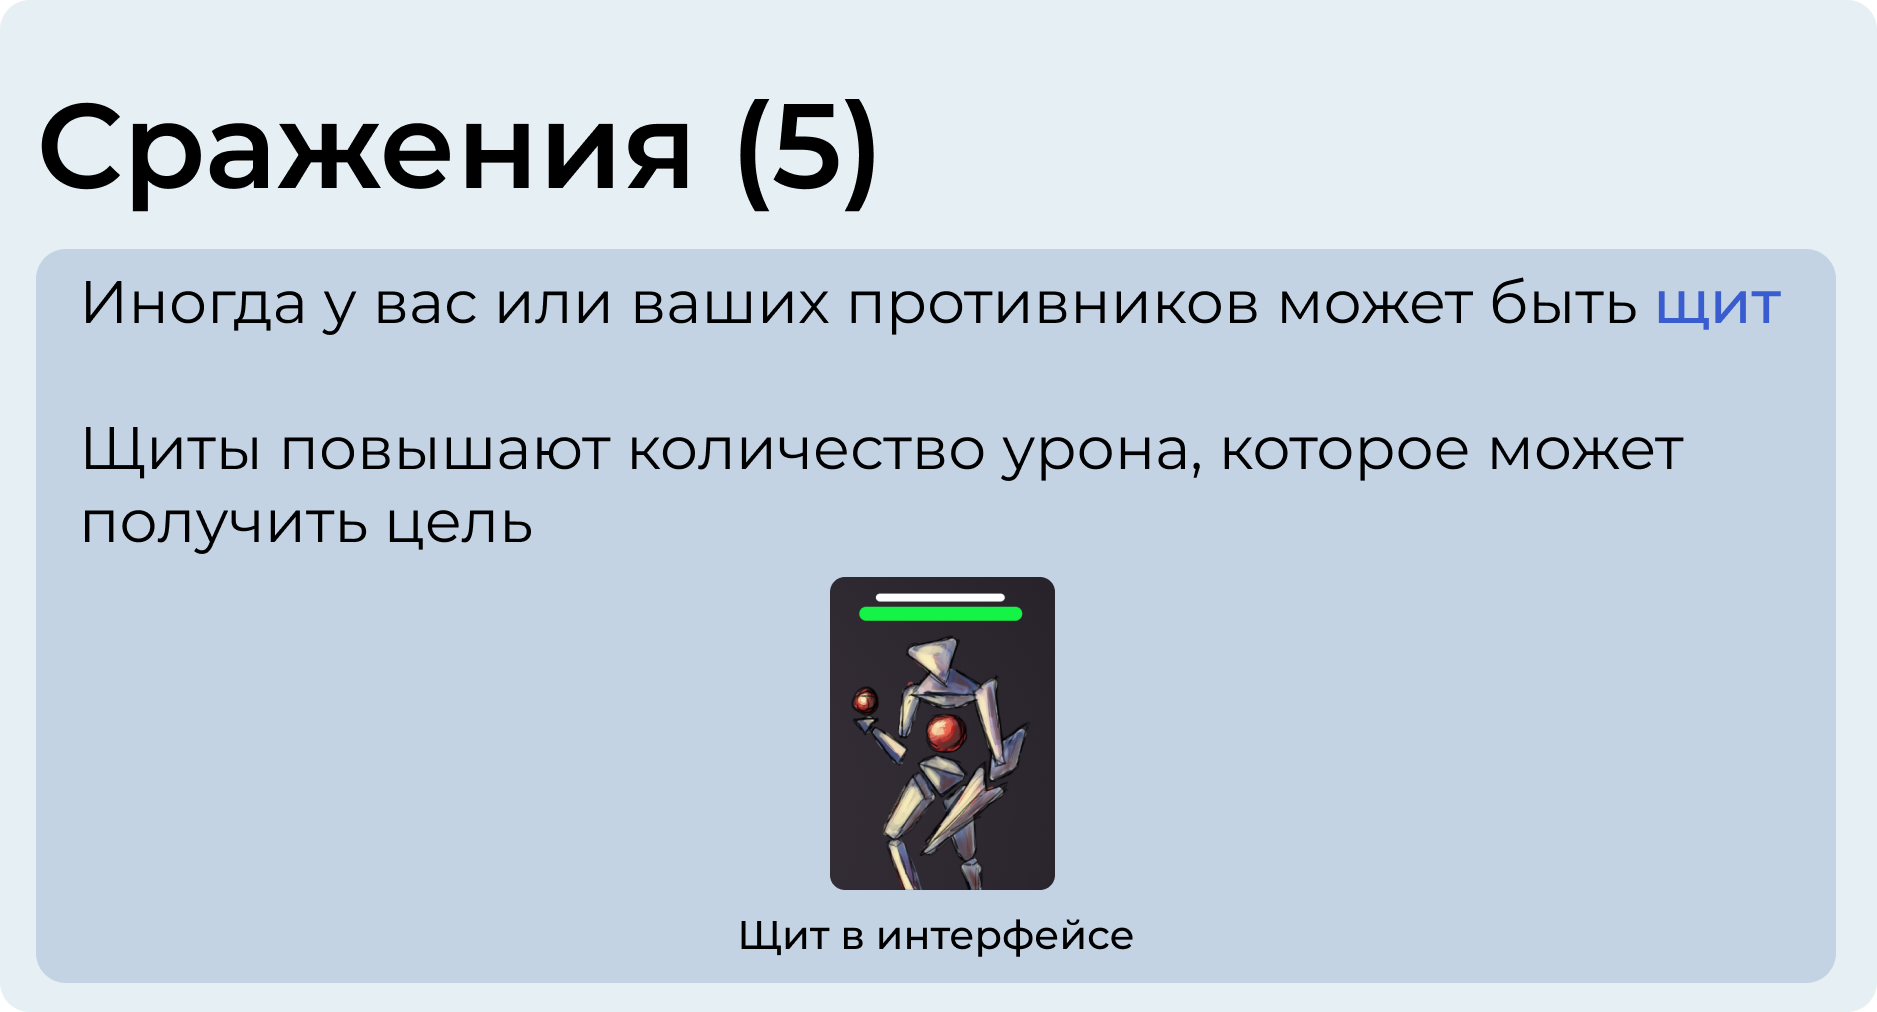 Сражения (5)
Иногда у вас или ваших противников может быть щит
Щиты повышают количество урона, которое может
получить цель
Щит в интерфейсе